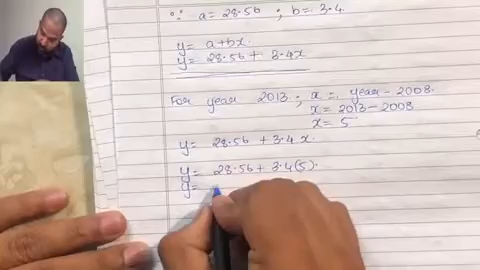 ∵ a = 28.56 ; b = 3.4
y = a + bx.
y = 28.56 + 3.4x
For year 2013 ; x = year - 2008.
x = 2013 - 2008
x = 5
y = 28.56 + 3.4x.
y = 28.56 + 3.4(5).
y =